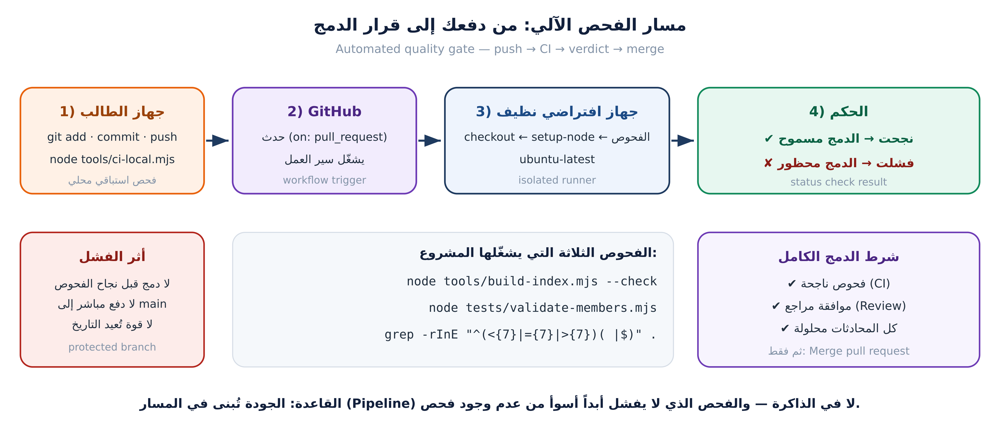 مسار الفحص الآلي: من دفعك إلى قرار الدمج
Automated quality gate — push → CI → verdict → merge
1) جهاز الطالب
git add · commit · push
node tools/ci-local.mjs
فحص استباقي محلي
2) GitHub
حدث (on: pull_request)
يشغّل سير العمل
workflow trigger
3) جهاز افتراضي نظيف
checkout ← setup-node ← الفحوص
ubuntu-latest
isolated runner
4) الحكم
✔ نجحت → الدمج مسموح
✘ فشلت → الدمج محظور
status check result
أثر الفشل
لا دمج قبل نجاح الفحوص
لا دفع مباشر إلى main
لا قوة تُعيد التاريخ
protected branch
الفحوص الثلاثة التي يشغّلها المشروع:
node tools/build-index.mjs --check
node tests/validate-members.mjs
grep -rInE "^(<{7}|={7}|>{7})( |$)" .
شرط الدمج الكامل
✔ فحوص ناجحة (CI)
✔ موافقة مراجع (Review)
✔ كل المحادثات محلولة
ثم فقط: Merge pull request
القاعدة: الجودة تُبنى في المسار (Pipeline) لا في الذاكرة — والفحص الذي لا يفشل أبداً أسوأ من عدم وجود فحص.